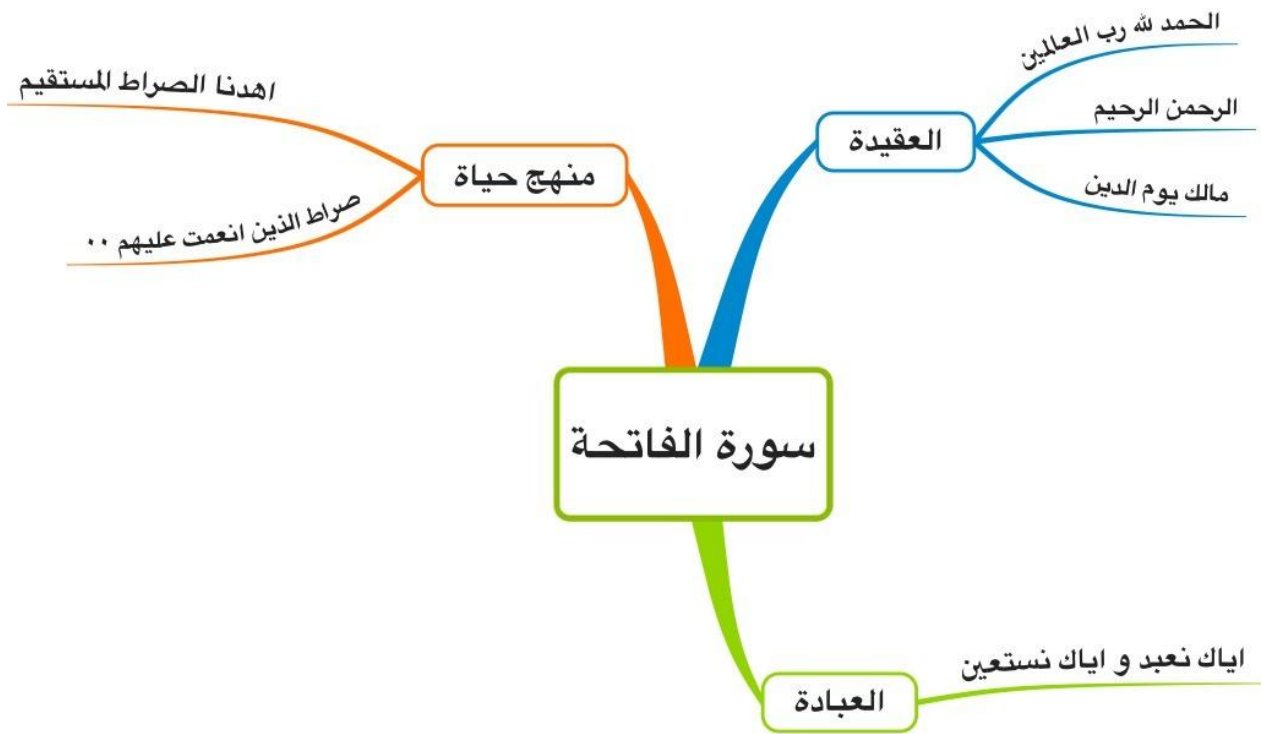 سورة الفاتحة
العقيدة
الحمد لله رب العالمين
الرحمن الرحيم
مالك يوم الدين
العبادة
اياك نعبد و اياك نستعين
منهج حياة
اهدنا الصراط المستقيم
صراط الذين انعمت عليهم ٠٠